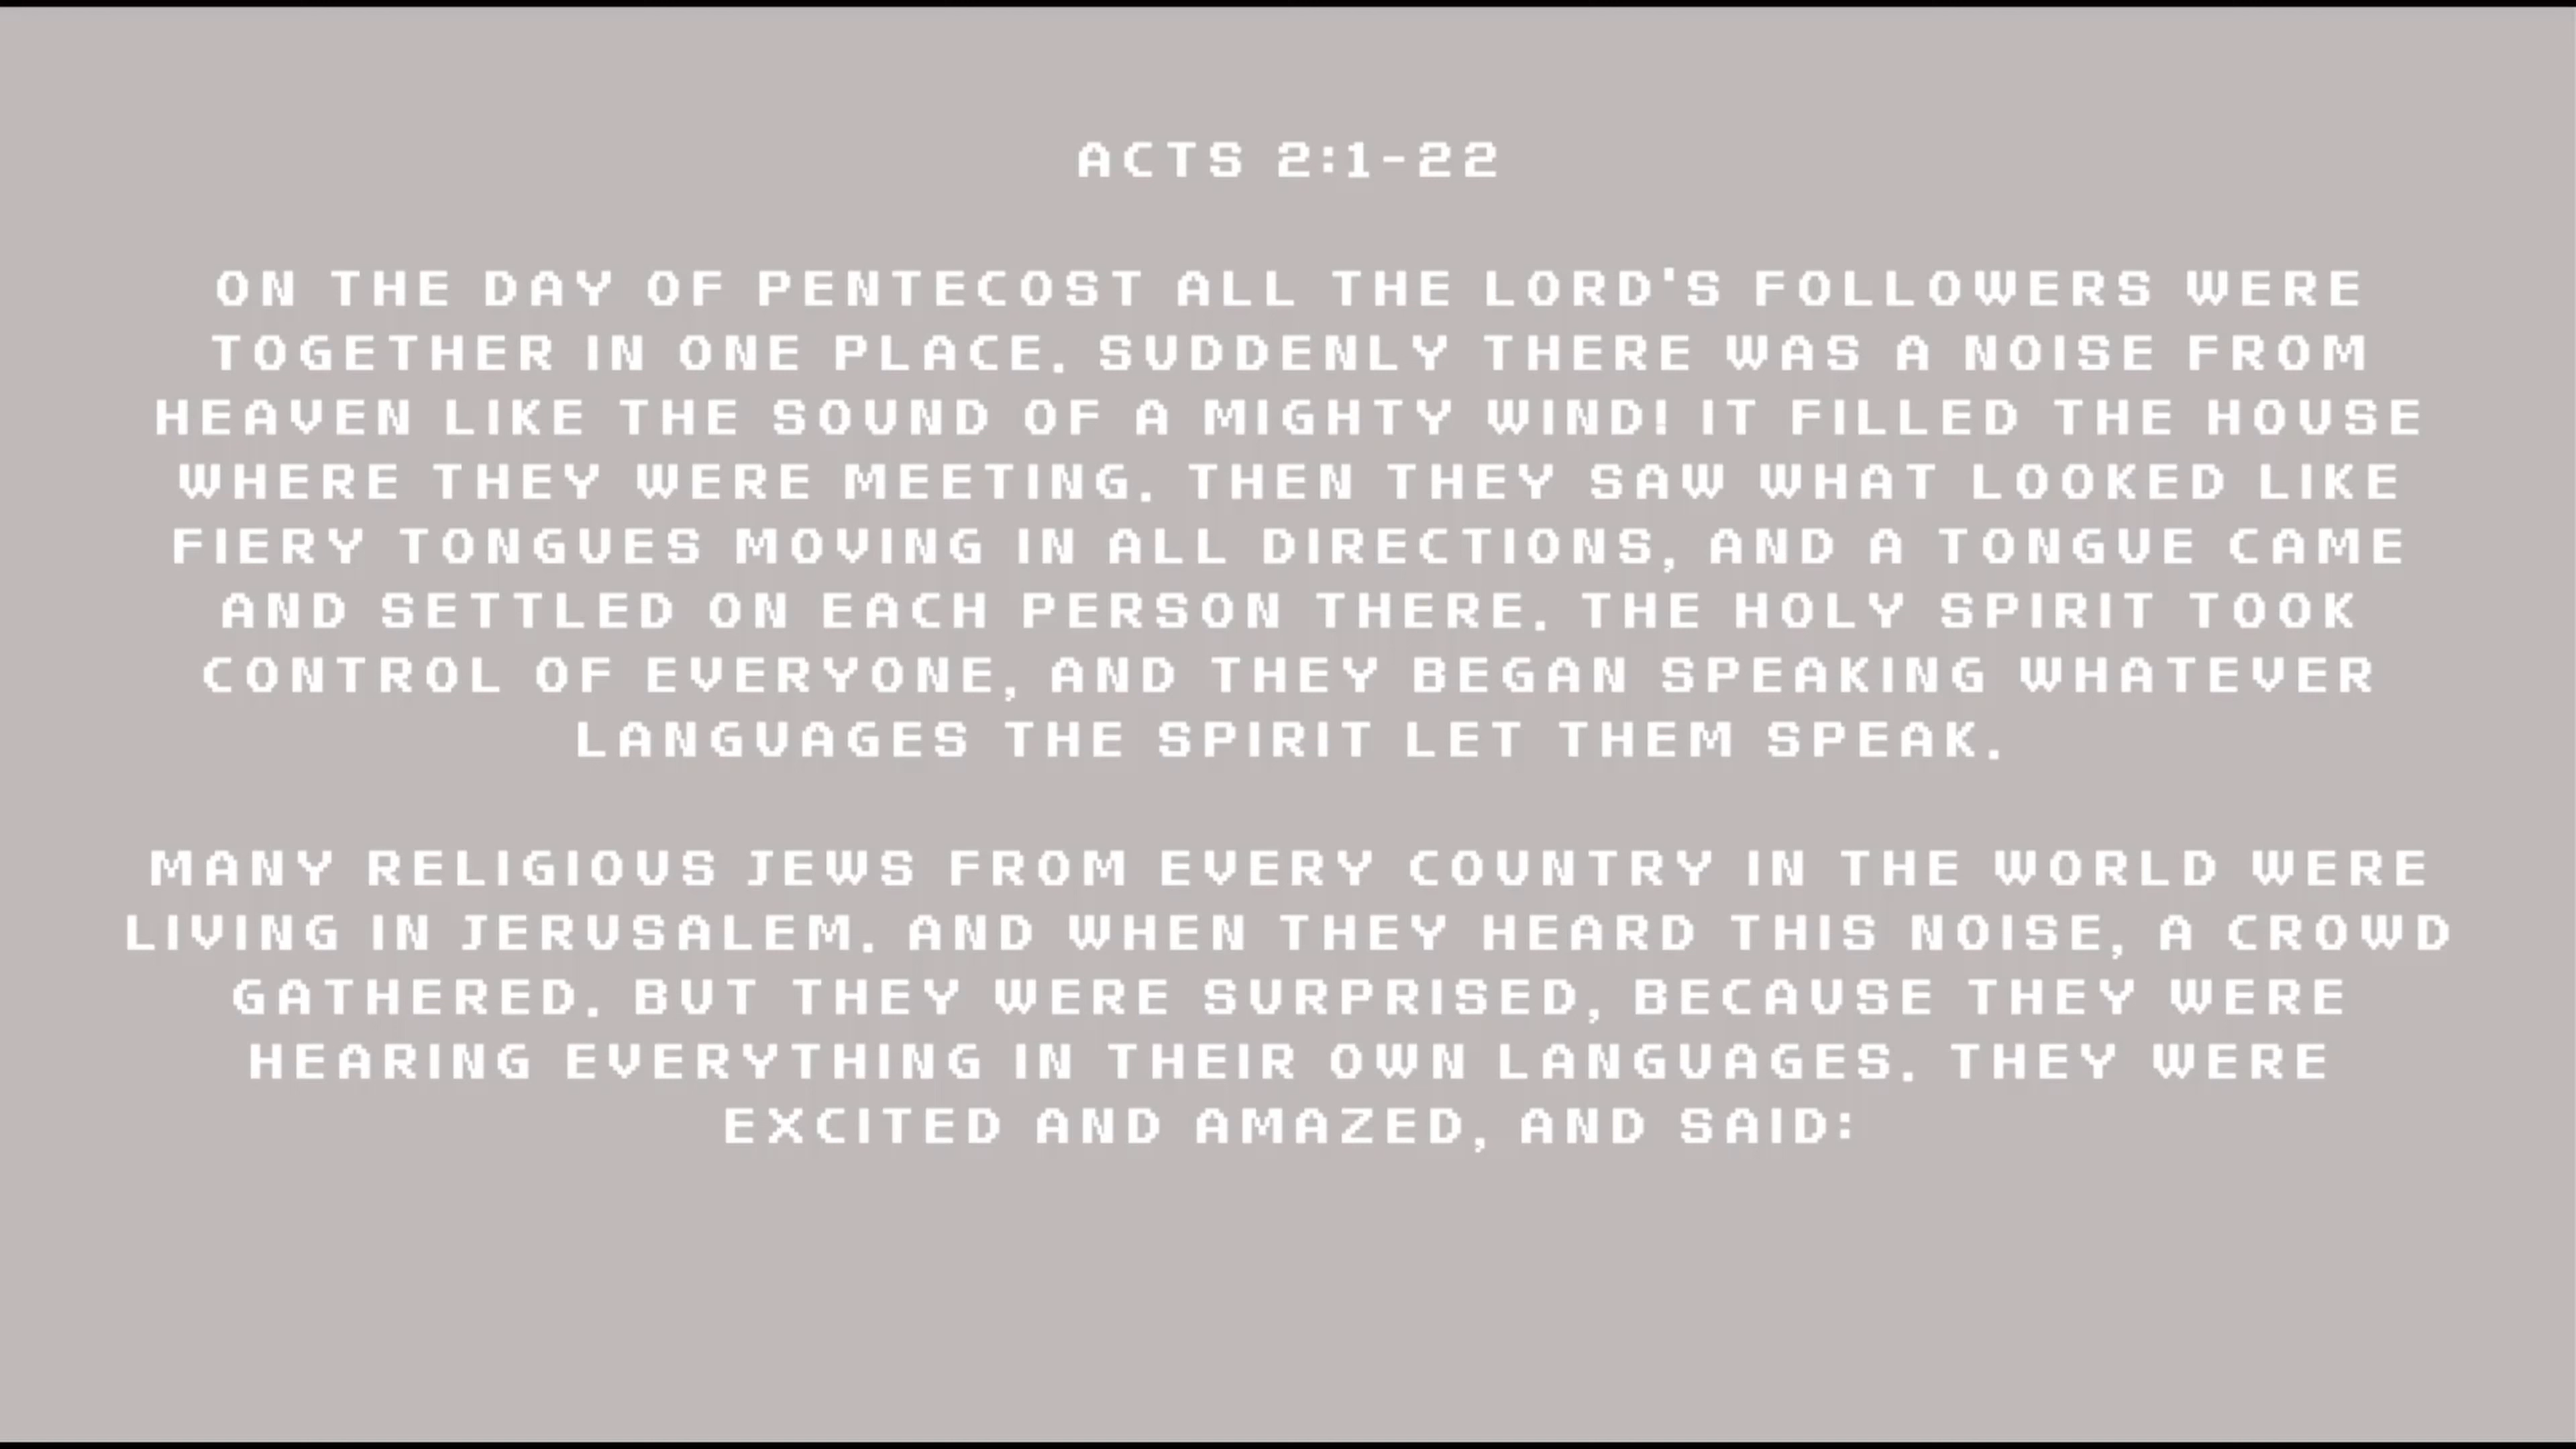 ACTS 2:1-22
ON THE DAY OF PENTECOST ALL THE LORD'S FOLLOWERS WERE
TOGETHER IN ONE PLACE. SUDDENLY THERE WAS A NOISE FROM
HEAVEN LIKE THE SOUND OF A MIGHTY WIND! IT FILLED THE HOUSE
WHERE THEY WERE MEETING. THEN THEY SAW WHAT LOOKED LIKE
FIERY TONGUES MOVING IN ALL DIRECTIONS, AND A TONGUE CAME
AND SETTLED ON EACH PERSON THERE. THE HOLY SPIRIT TOOK
CONTROL OF EVERYONE, AND THEY BEGAN SPEAKING WHATEVER
LANGUAGES THE SPIRIT LET THEM SPEAK.
MANY RELIGIOUS JEWS FROM EVERY COUNTRY IN THE WORLD WERE
LIVING IN JERUSALEM. AND WHEN THEY HEARD THIS NOISE, A CROWD
GATHERED. BUT THEY WERE SURPRISED, BECAUSE THEY WERE
HEARING EVERYTHING IN THEIR OWN LANGUAGES. THEY WERE
EXCITED AND AMAZED, AND SAID: